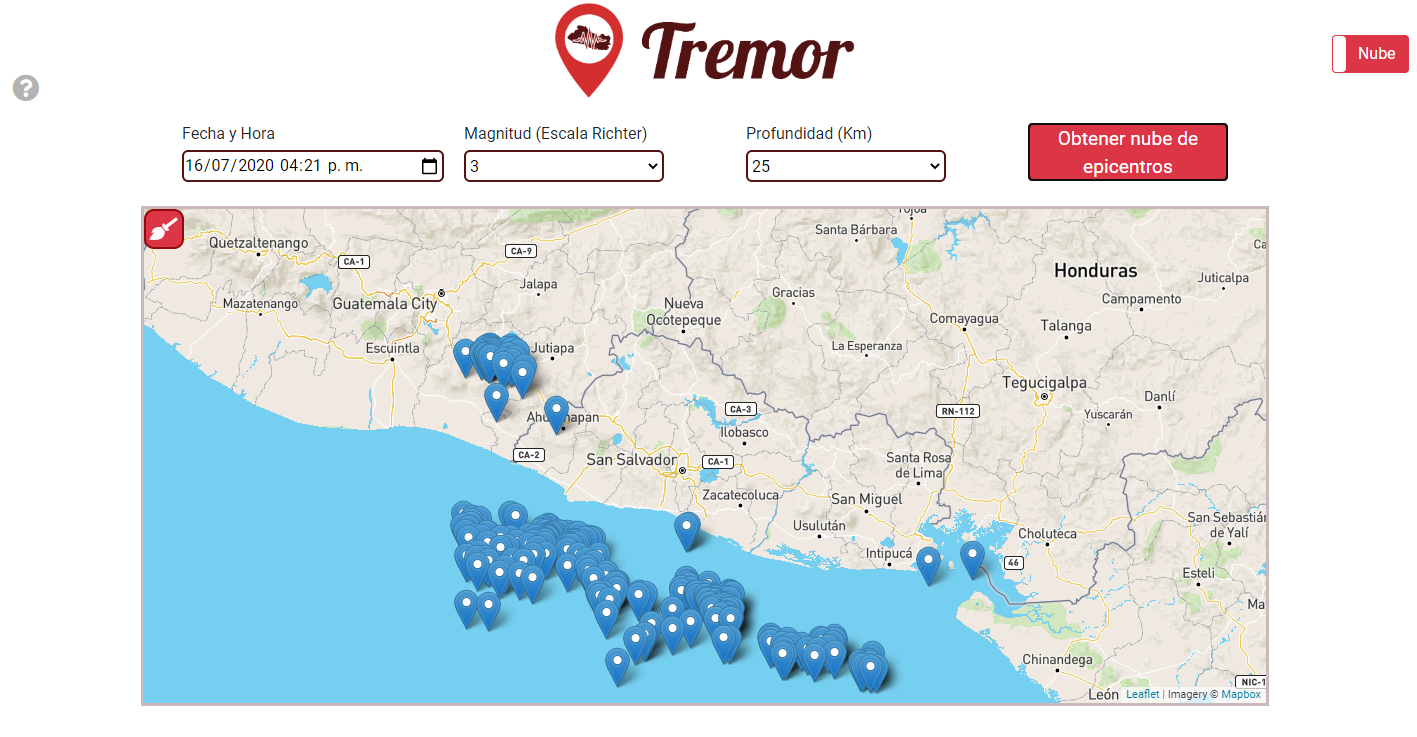 Tremor
Nube
?
Fecha y Hora
Magnitud (Escala Richter)
Profundidad (Km)
16/07/2020 04:21 p. m.
3
25
Obtener nube de
epicentros
Santa Bárbara
Quetzaltenango
CA-1
CA-9
Honduras
Juticalpa
Jalapa
Gracias
Campamento
Mazatenango
Guatemala City
Nueva
Ocotepeque
Comayagua
Talanga
Escuintla
Jutiapa
La Esperanza
Tegucigalpa
Danlí
CA-3
RN-112
Yuscarán
Ilobasco
CA-2
San Salvador
CA-1
Santa Rosa
de Lima
Zacatecoluca
San Miguel
Usulután
San Sebastián
de Yalí
Choluteca
Intipucá
46
Esteli
Chinandega
NIC-1
León
Leaflet | Imagery © Mapbox